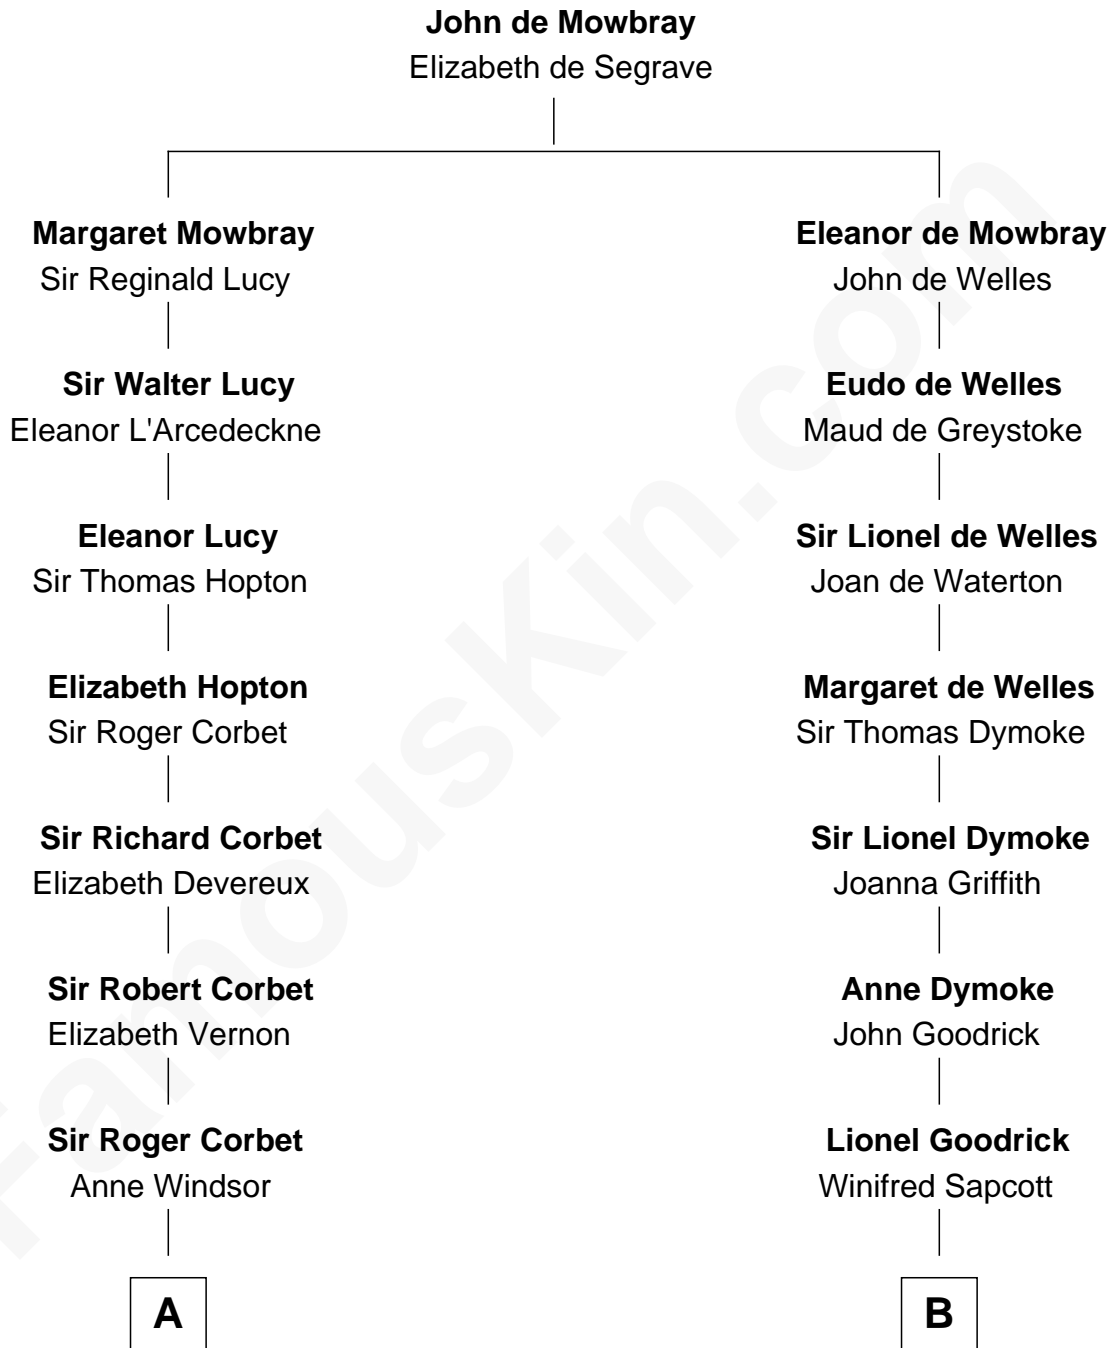 John de Mowbray
Elizabeth de Segrave
Margaret Mowbray
Sir Reginald Lucy
Eleanor de Mowbray
John de Welles
Sir Walter Lucy
Eleanor L'Arcedeckne
Eudo de Welles
Maud de Greystoke
Eleanor Lucy
Sir Thomas Hopton
Sir Lionel de Welles
Joan de Waterton
Elizabeth Hopton
Sir Roger Corbet
Margaret de Welles
Sir Thomas Dymoke
Sir Richard Corbet
Elizabeth Devereux
Sir Lionel Dymoke
Joanna Griffith
Sir Robert Corbet
Elizabeth Vernon
Anne Dymoke
John Goodrick
Sir Roger Corbet
Anne Windsor
Lionel Goodrick
Winifred Sapcott
A
B
FamousKin.com